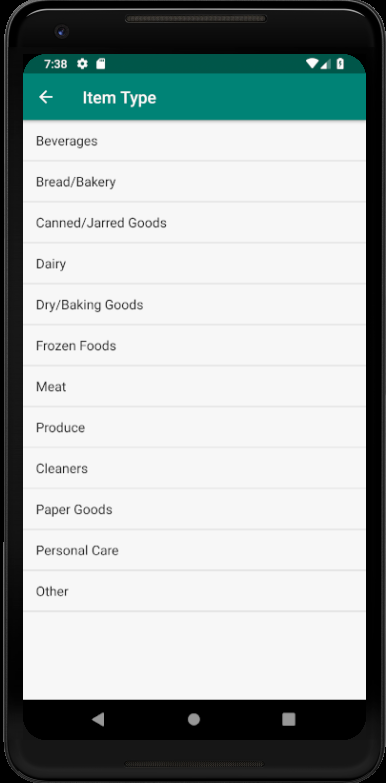 7:38
Item Type
Beverages
Bread/Bakery
Canned/Jarred Goods
Dairy
Dry/Baking Goods
Frozen Foods
Meat
Produce
Cleaners
Paper Goods
Personal Care
Other